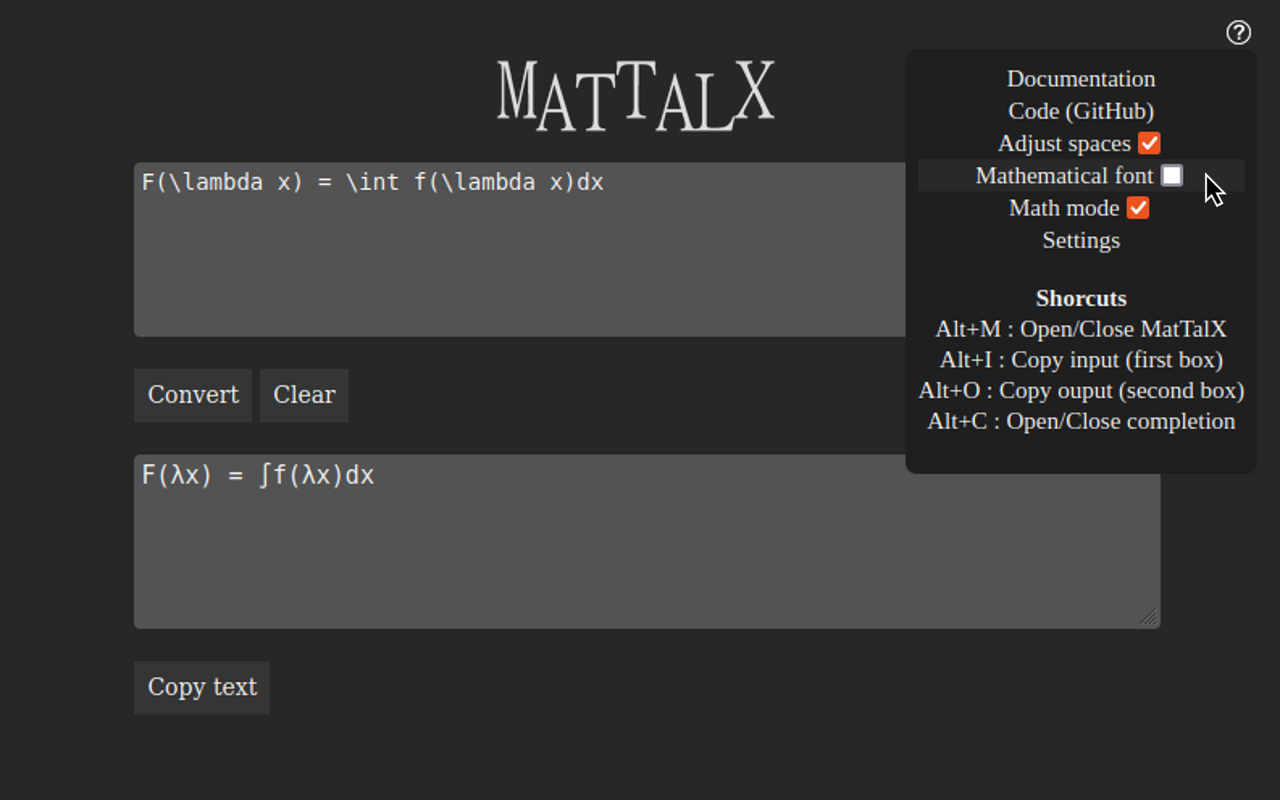 ?
MATTALX
Documentation
Code (GitHub)
Adjust spaces
Mathematical font
Math mode
Settings
Shorcuts
Alt+M : Open/Close MatTalX
Alt+I : Copy input (first box)
Alt+O : Copy ouput (second box)
Alt+C : Open/Close completion
F(\lambda x) = \int f(\lambda x)dx
Convert Clear
F(λx) = ∫f(λx)dx
Copy text